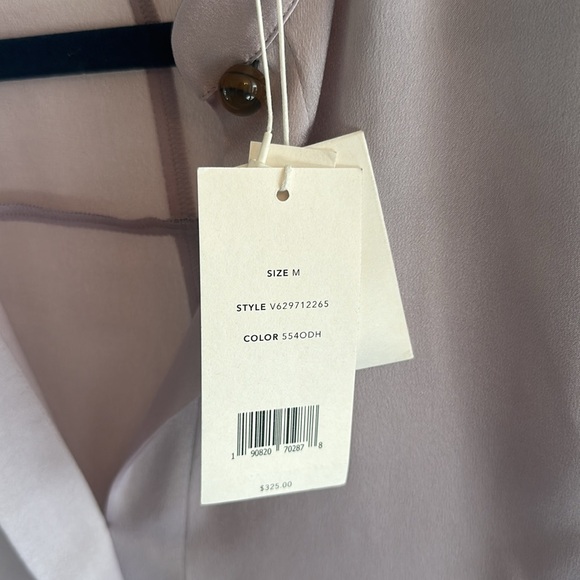 SIZE M
STYLE V629712265
COLOR 554ODH
1 90820 70287 8
$325.00